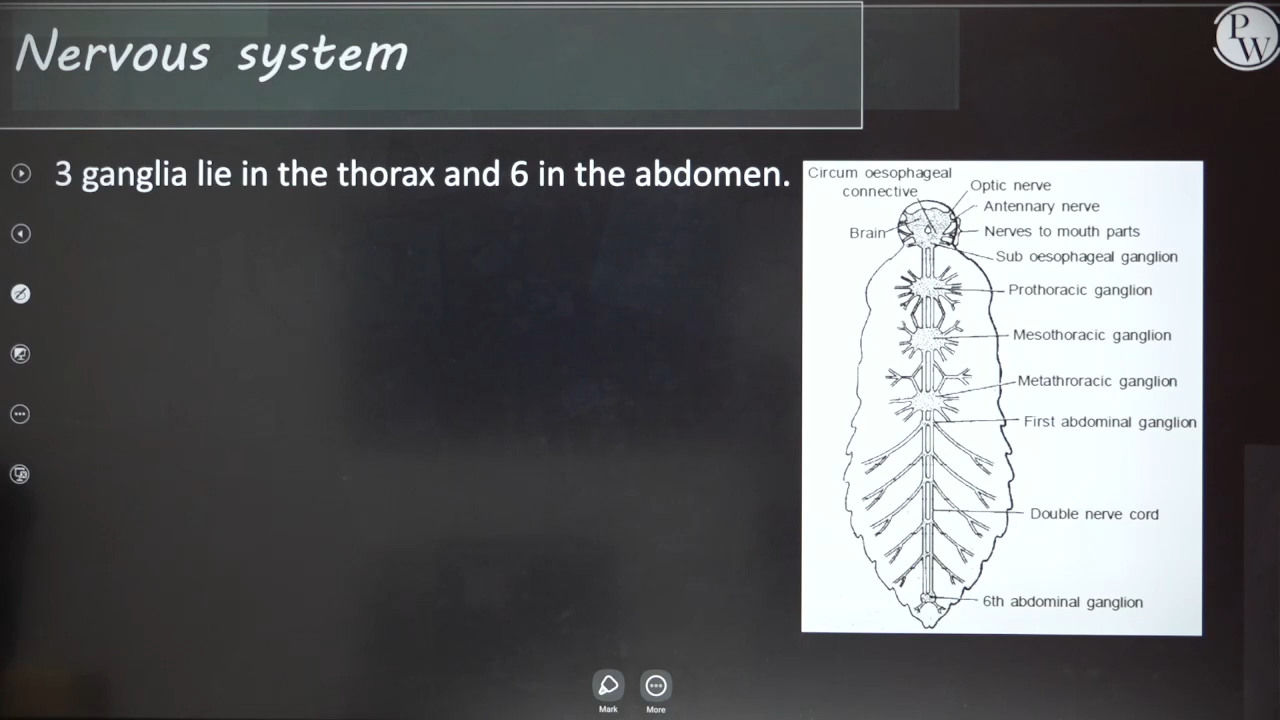 Nervous system
PW
3 ganglia lie in the thorax and 6 in the abdomen.
Circum oesophageal
connective
Optic nerve
Antennary nerve
Brain
Nerves to mouth parts
Sub oesophageal ganglion
Prothoracic ganglion
Mesothoracic ganglion
Metathroracic ganglion
First abdominal ganglion
Double nerve cord
6th abdominal ganglion
Mark
More